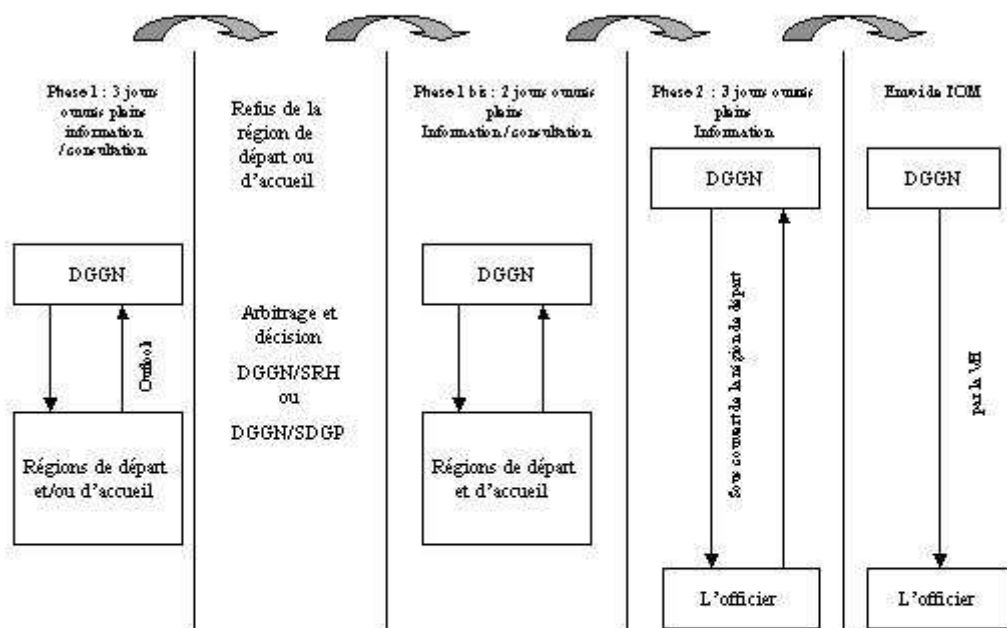 Phase 1 : 3 jours
ouvrés pleins
information
/consultation
DGGN
Outlook
Régions de départ
et/ou d'accueil
Refus de la
région de
départ ou
d'accueil
Arbitrage et
décision
DGGN/SRH
ou
DGGN/SDGP
Phase 1 bis : 2 jours ouvrés
pleins
Information / consultation
DGGN
Régions de départ
et d'accueil
Phase 2 : 3 jours ouvrés
pleins
Information
DGGN
Sous couvert de la région de départ
L'officier
Envoi de l'OM
DGGN
par la VH
L'officier